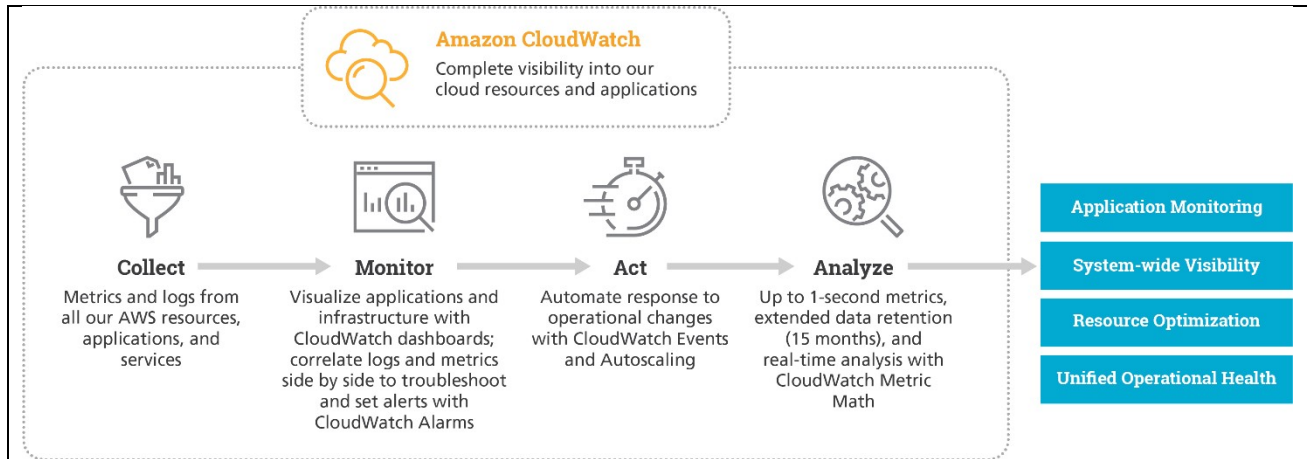 Amazon CloudWatch
Complete visibility into our
cloud resources and applications
Collect
Metrics and logs from
all our AWS resources,
applications, and
services
Monitor
Visualize applications and
infrastructure with
CloudWatch dashboards;
correlate logs and metrics
side by side to troubleshoot
and set alerts with
CloudWatch Alarms
Act
Automate response to
operational changes
with CloudWatch Events
and Autoscaling
Analyze
Up to 1-second metrics,
extended data retention
(15 months), and
real-time analysis with
CloudWatch Metric
Math
Application Monitoring
System-wide Visibility
Resource Optimization
Unified Operational Health